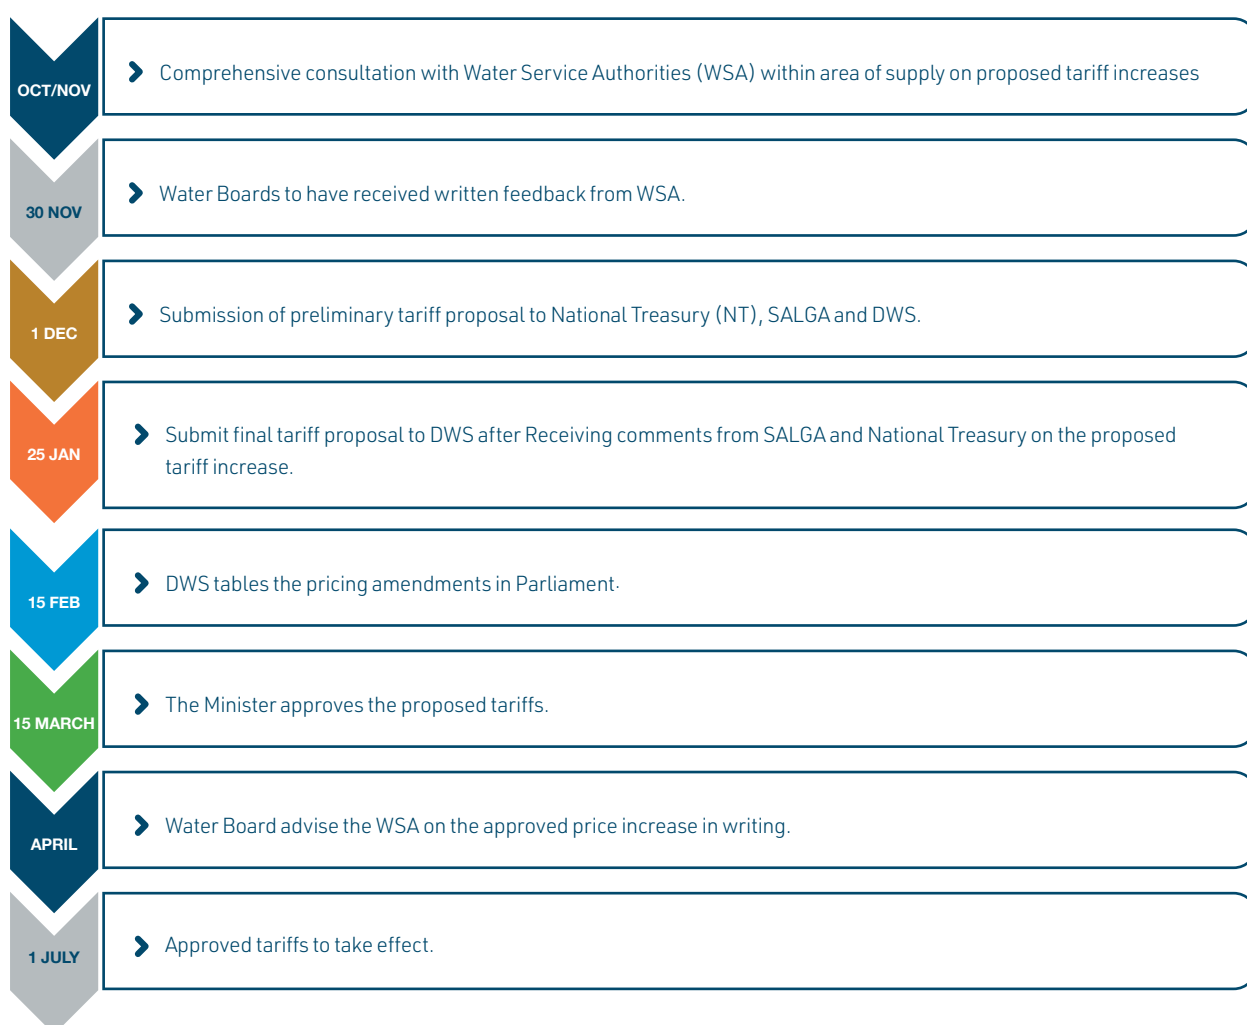 OCT/NOV
Comprehensive consultation with Water Service Authorities (WSA) within area of supply on proposed tariff increases
30 NOV
Water Boards to have received written feedback from WSA.
1 DEC
Submission of preliminary tariff proposal to National Treasury (NT), SALGA and DWS.
25 JAN
Submit final tariff proposal to DWS after Receiving comments from SALGA and National Treasury on the proposed
tariff increase.
15 FEB
DWS tables the pricing amendments in Parliament.
15 MARCH
The Minister approves the proposed tariffs.
APRIL
Water Board advise the WSA on the approved price increase in writing.
1 JULY
Approved tariffs to take effect.